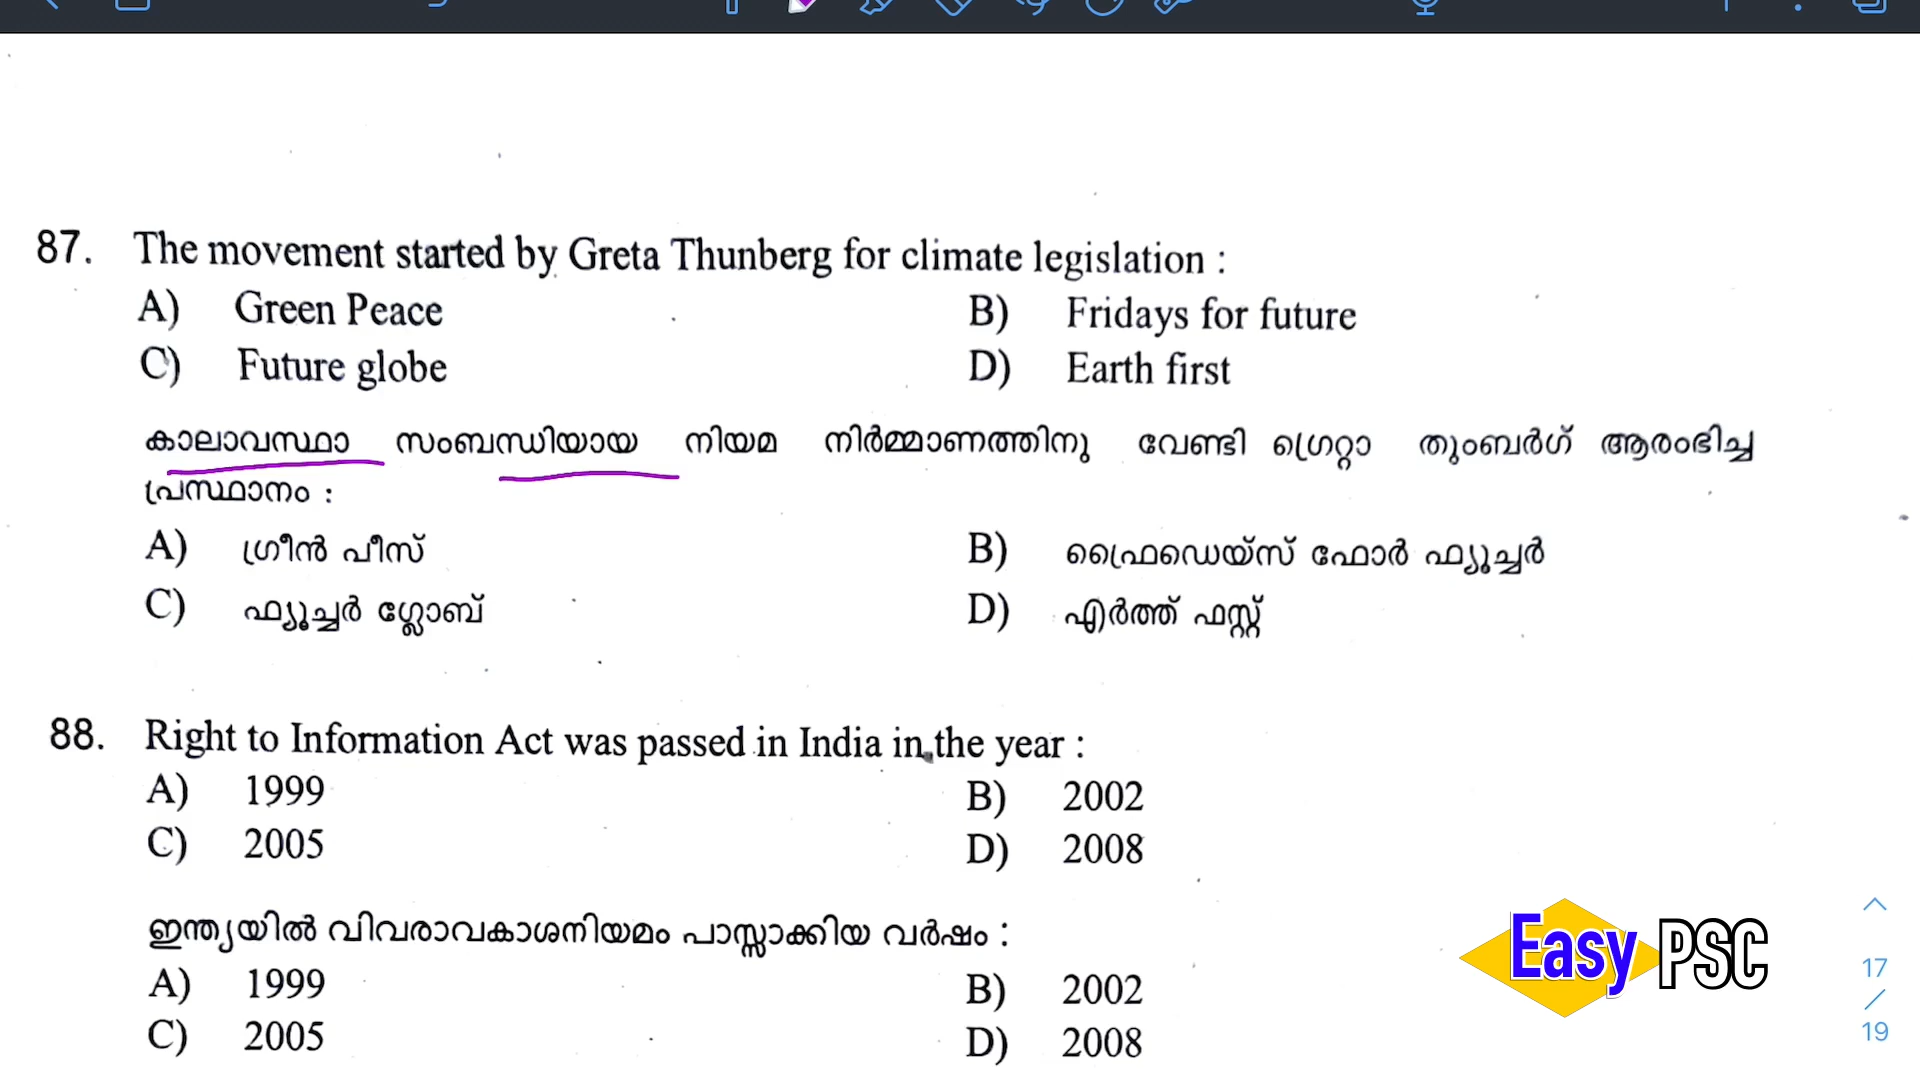 87. The movement started by Greta Thunberg for climate legislation :
A) Green Peace B) Fridays for future
C) Future globe D) Earth first
കാലാവസ്ഥാ സംബന്ധിയായ നിയമ നിർമ്മാണത്തിനു വേണ്ടി ഗ്രെറ്റാ തുംബർഗ് ആരംഭിച്ച
പ്രസ്ഥാനം :
A) ഗ്രീൻ പീസ് B) ഫ്രൈഡെയ്സ് ഫോർ ഫ്യൂച്ചർ
C) ഫ്യൂച്ചർ ഗ്ലോബ് D) എർത്ത് ഫസ്റ്റ്
88. Right to Information Act was passed in India in the year :
A) 1999 B) 2002
C) 2005 D) 2008
ഇന്ത്യയിൽ വിവരാവകാശനിയമം പാസ്സാക്കിയ വർഷം :
A) 1999 B) 2002
C) 2005 D) 2008
Easy PSC
17
/
19